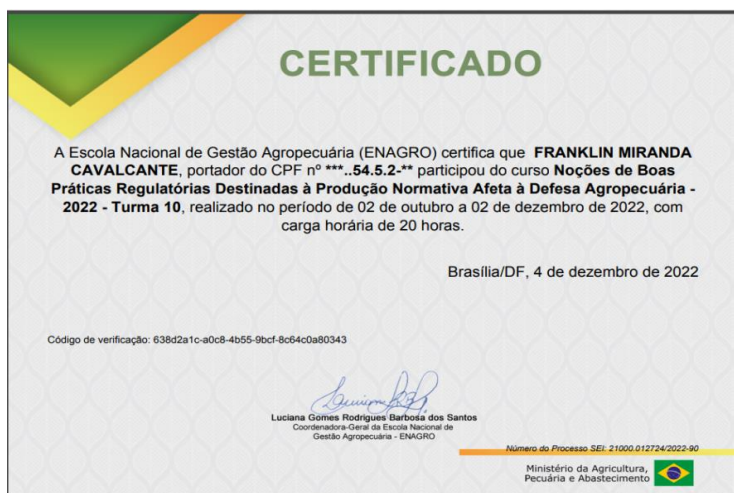 CERTIFICADO
A Escola Nacional de Gestão Agropecuária (ENAGRO) certifica que FRANKLIN MIRANDA
CAVALCANTE, portador do CPF nº ***..54.5.2-** participou do curso Noções de Boas
Práticas Regulatórias Destinadas à Produção Normativa Afeta à Defesa Agropecuária -
2022 - Turma 10, realizado no período de 02 de outubro a 02 de dezembro de 2022, com
carga horária de 20 horas.
Brasília/DF, 4 de dezembro de 2022
Código de verificação: 638d2a1c-a0c8-4b55-9bcf-8c64c0a80343
Luciana Gomes Rodrigues Barbosa dos Santos
Coordenadora-Geral da Escola Nacional de
Gestão Agropecuária - ENAGRO
Número do Processo SEI: 21000.012724/2022-90
Ministério da Agricultura,
Pecuária e Abastecimento